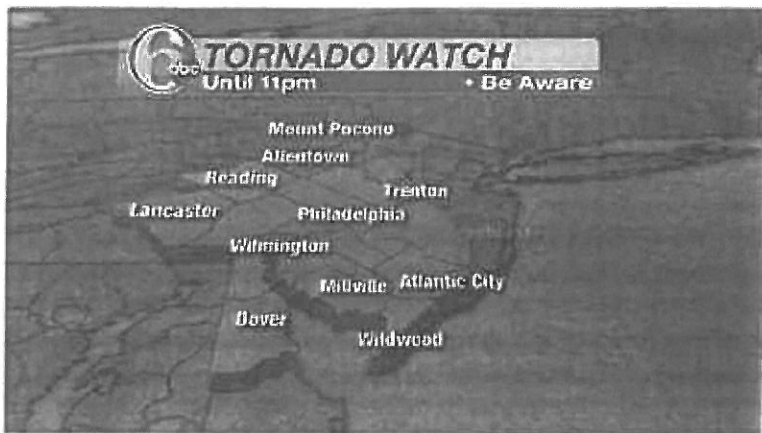 6 abc
TORNADO WATCH
Until 11pm • Be Aware
Mount Pocono
Allentown
Reading
Trenton
Lancaster
Philadelphia
Wilmington
Millville Atlantic City
Dover
Wildwood